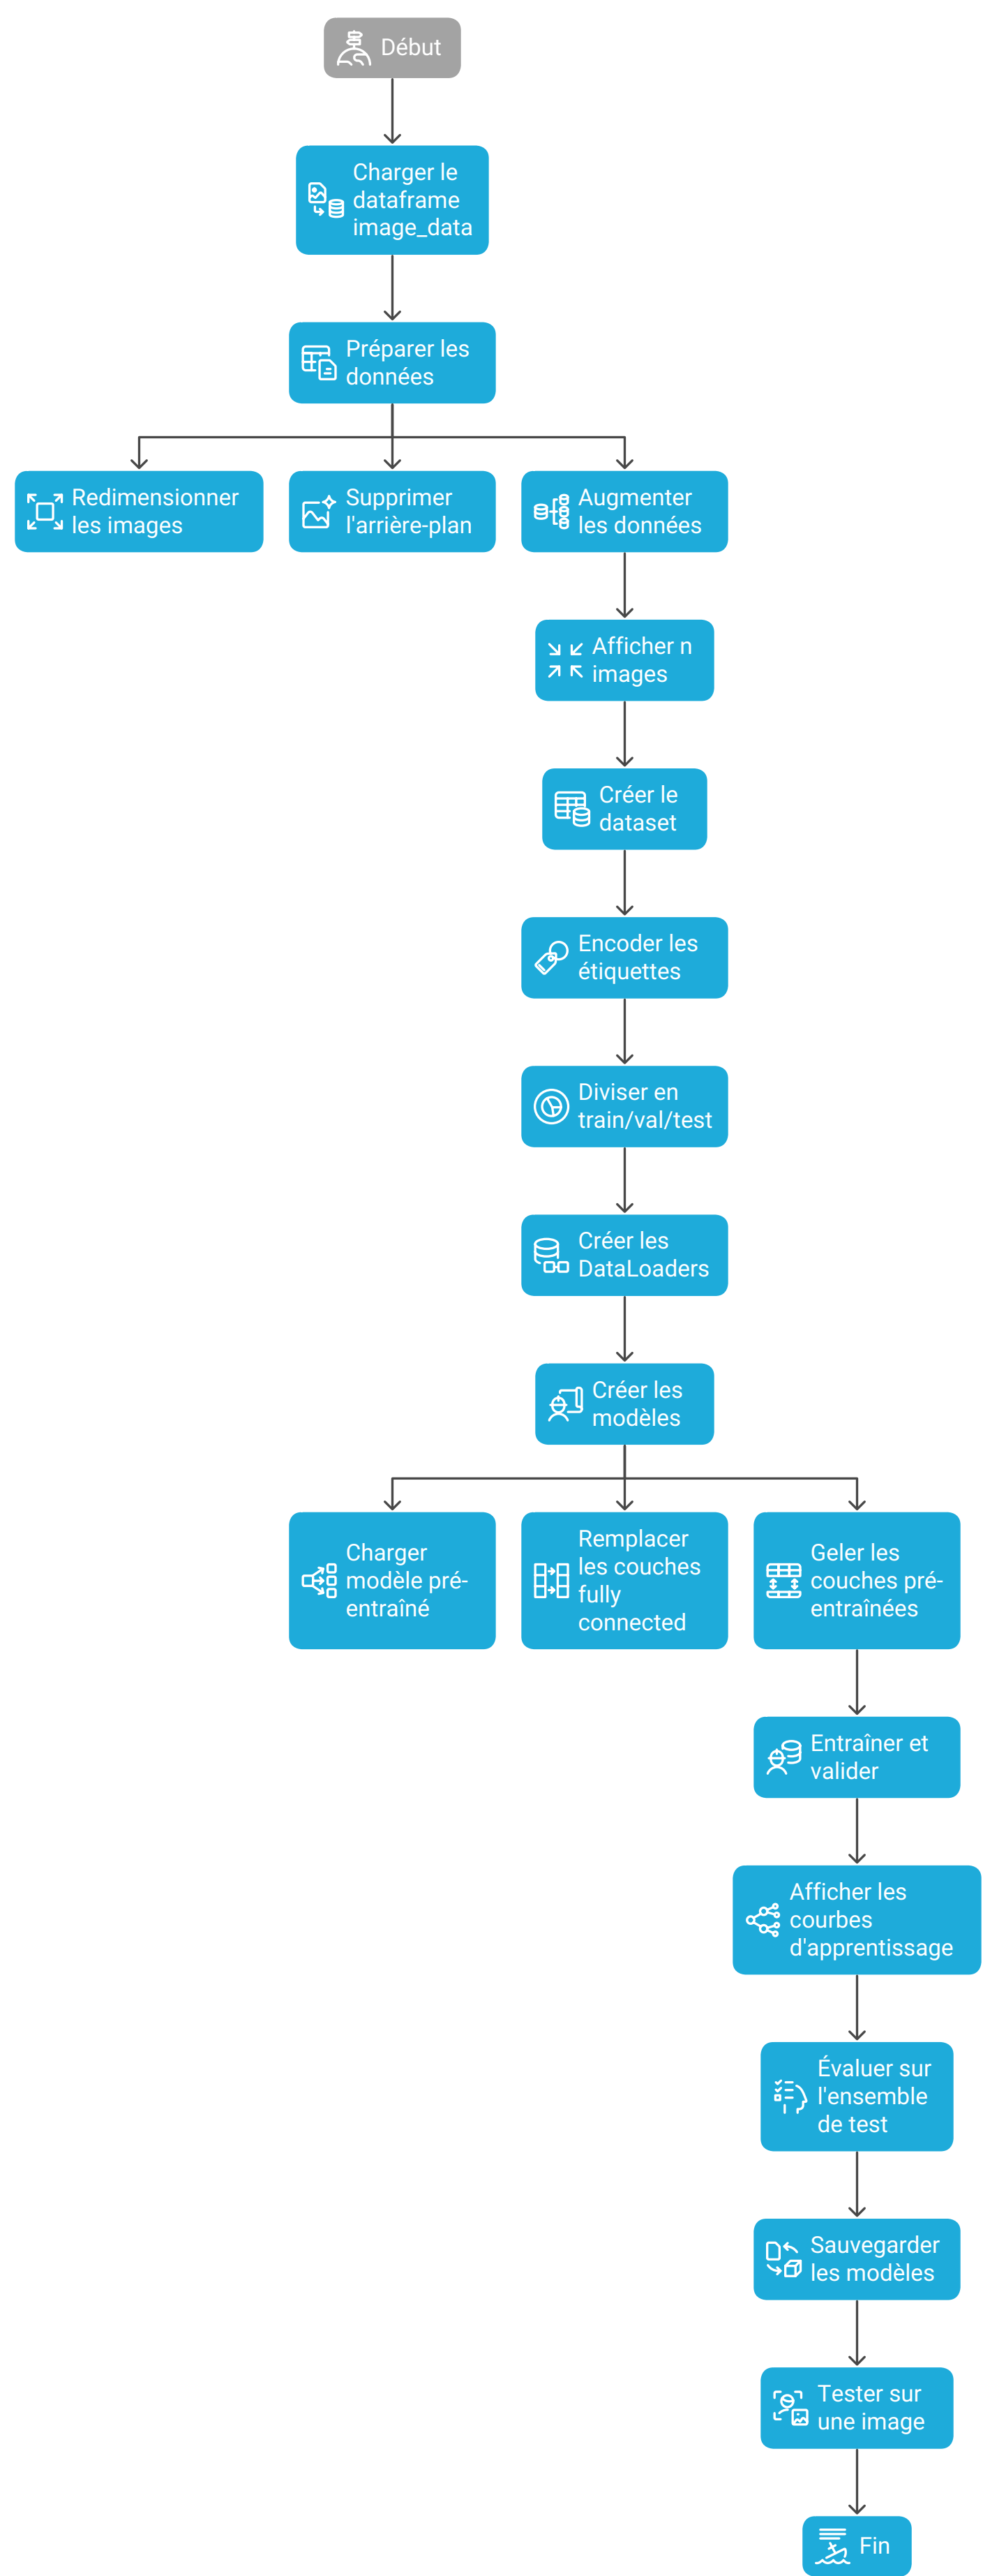 Début
Charger le
dataframe
image_data
Préparer les
données
Redimensionner
les images
Supprimer
l'arrière-plan
Augmenter
les données
Afficher n
images
Créer le
dataset
Encoder les
étiquettes
Diviser en
train/val/test
Créer les
DataLoaders
Créer les
modèles
Charger
modèle pré-
entraîné
Remplacer
les couches
fully
connected
Geler les
couches pré-
entraînées
Entraîner et
valider
Afficher les
courbes
d'apprentissage
Évaluer sur
l'ensemble
de test
Sauvegarder
les modèles
Tester sur
une image
Fin